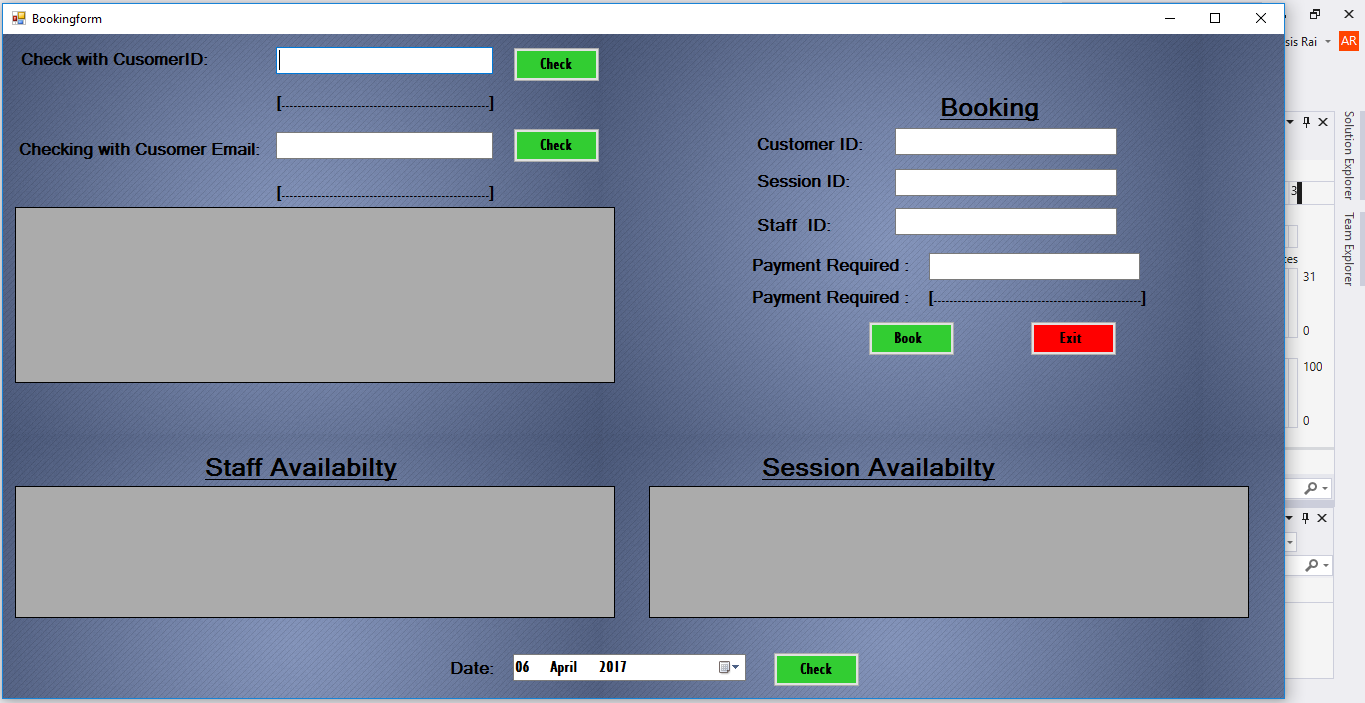 Bookingform
Check with CusomerID:
Check
[--------------------------------------------]
Checking with Cusomer Email:
Check
[--------------------------------------------]
Booking
Customer ID:
Session ID:
Staff  ID:
Payment Required :
Payment Required :
[--------------------------------------------]
Book
Exit
Staff Availabilty
Session Availabilty
Date:
06 April 2017
Check
Rai
AR
Solution Explorer
Team Explorer
3
31
0
100
0